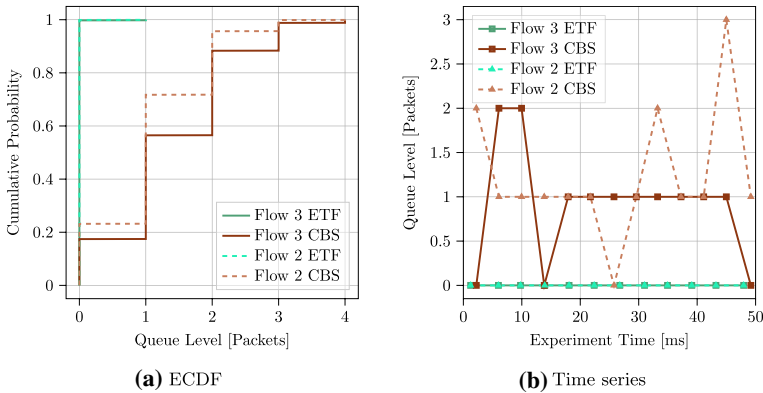 1
0.8
0.6
0.4
0.2
0
0 1 2 3 4
Cumulative Probability
Queue Level [Packets]
Flow 3 ETF
Flow 3 CBS
Flow 2 ETF
Flow 2 CBS
(a) ECDF
3
2.5
2
1.5
1
0.5
0
0 10 20 30 40 50
Queue Level [Packets]
Experiment Time [ms]
Flow 3 ETF
Flow 3 CBS
Flow 2 ETF
Flow 2 CBS
(b) Time series